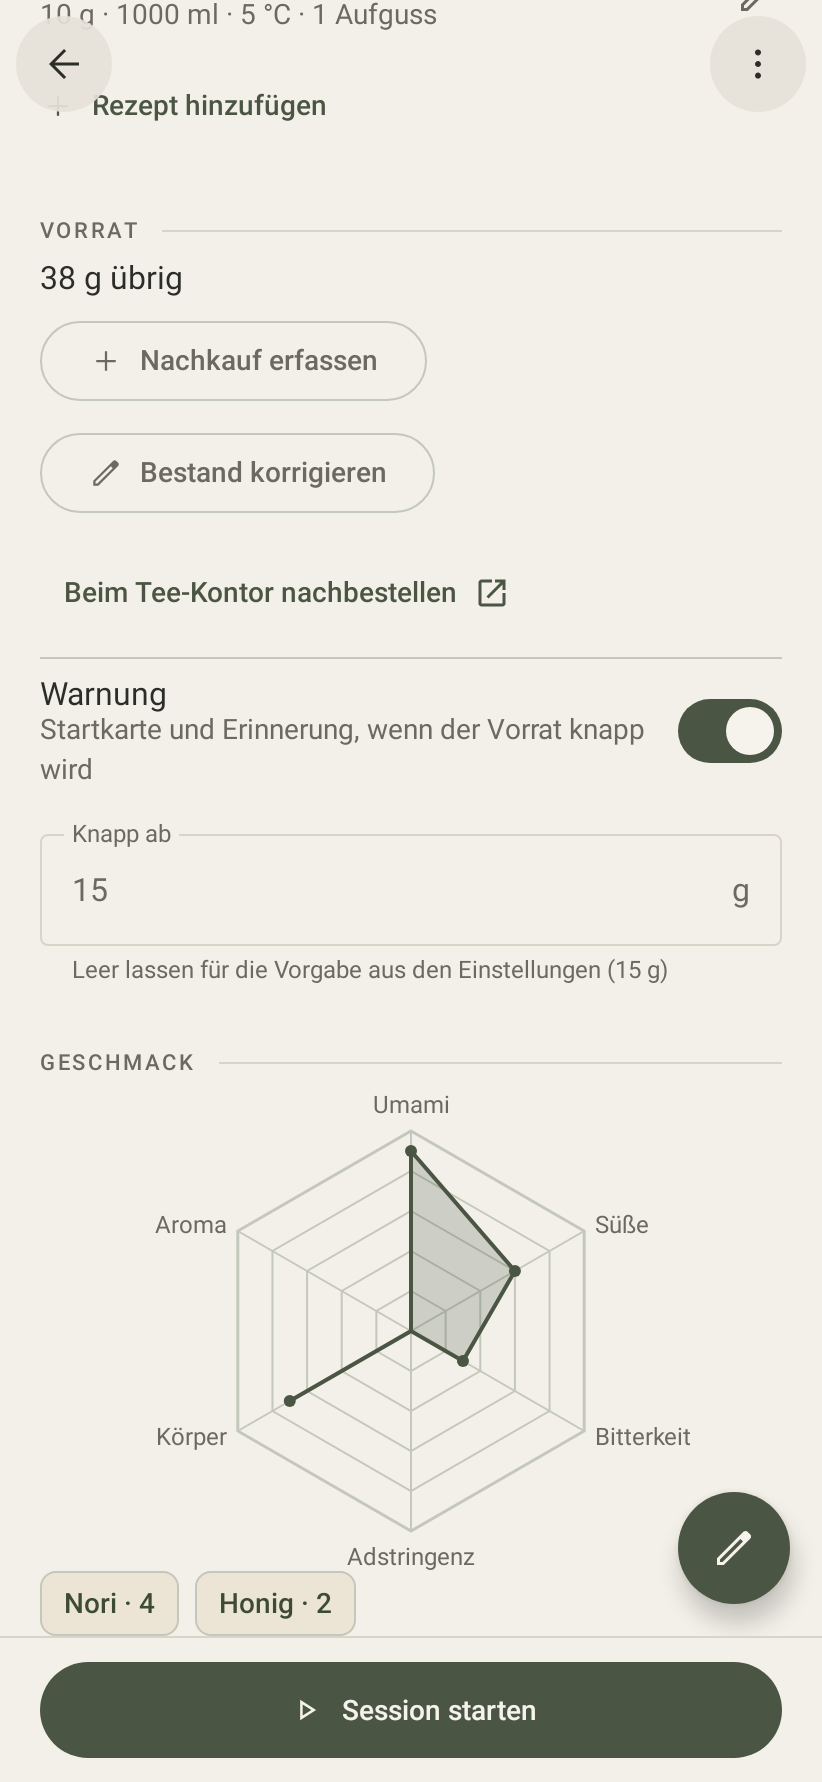 10 g · 1000 ml · 5 °C · 1 Aufguss
Rezept hinzufügen
VORRAT
38 g übrig
Nachkauf erfassen
Bestand korrigieren
Beim Tee-Kontor nachbestellen
Warnung
Startkarte und Erinnerung, wenn der Vorrat knapp
wird
Knapp ab
15 g
Leer lassen für die Vorgabe aus den Einstellungen (15 g)
GESCHMACK
Umami
Aroma
Süße
Körper
Bitterkeit
Adstringenz
Nori · 4
Honig · 2
Session starten